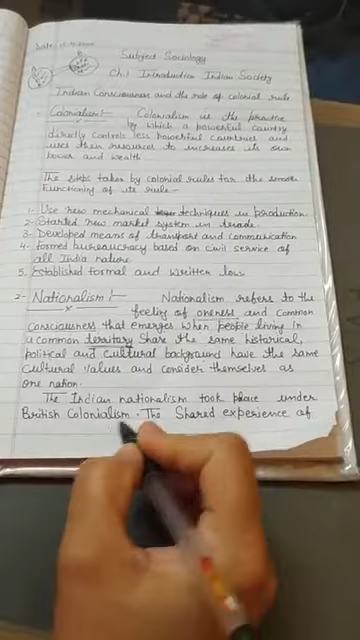 Subject Sociology
Ch.1 Introduction Indian Society
Indian Consciousness and the role of colonial rule
Colonialism:- Colonialism is the practice
by which a powerful country
directly controls less powerful countries and
uses their resources to increases its own
power and wealth
The steps taken by colonial rules for the smooth
functioning of its rule-
1- Use new mechanical techniques in production.
2- Started new market system in trade.
3- Developed means of transport and communication
4- formed bureaucracy based on civil service of
all India nature
5. Established formal and written law
2- Nationalism:- Nationalism refers to the
feeling of oneness and common
consciousness that emerges when people living in
a common territory share the same historical,
political and cultural background have the same
cultural values and consider themselves as
one nation.
The Indian nationalism took place under
British Colonialism. The Shared experience of